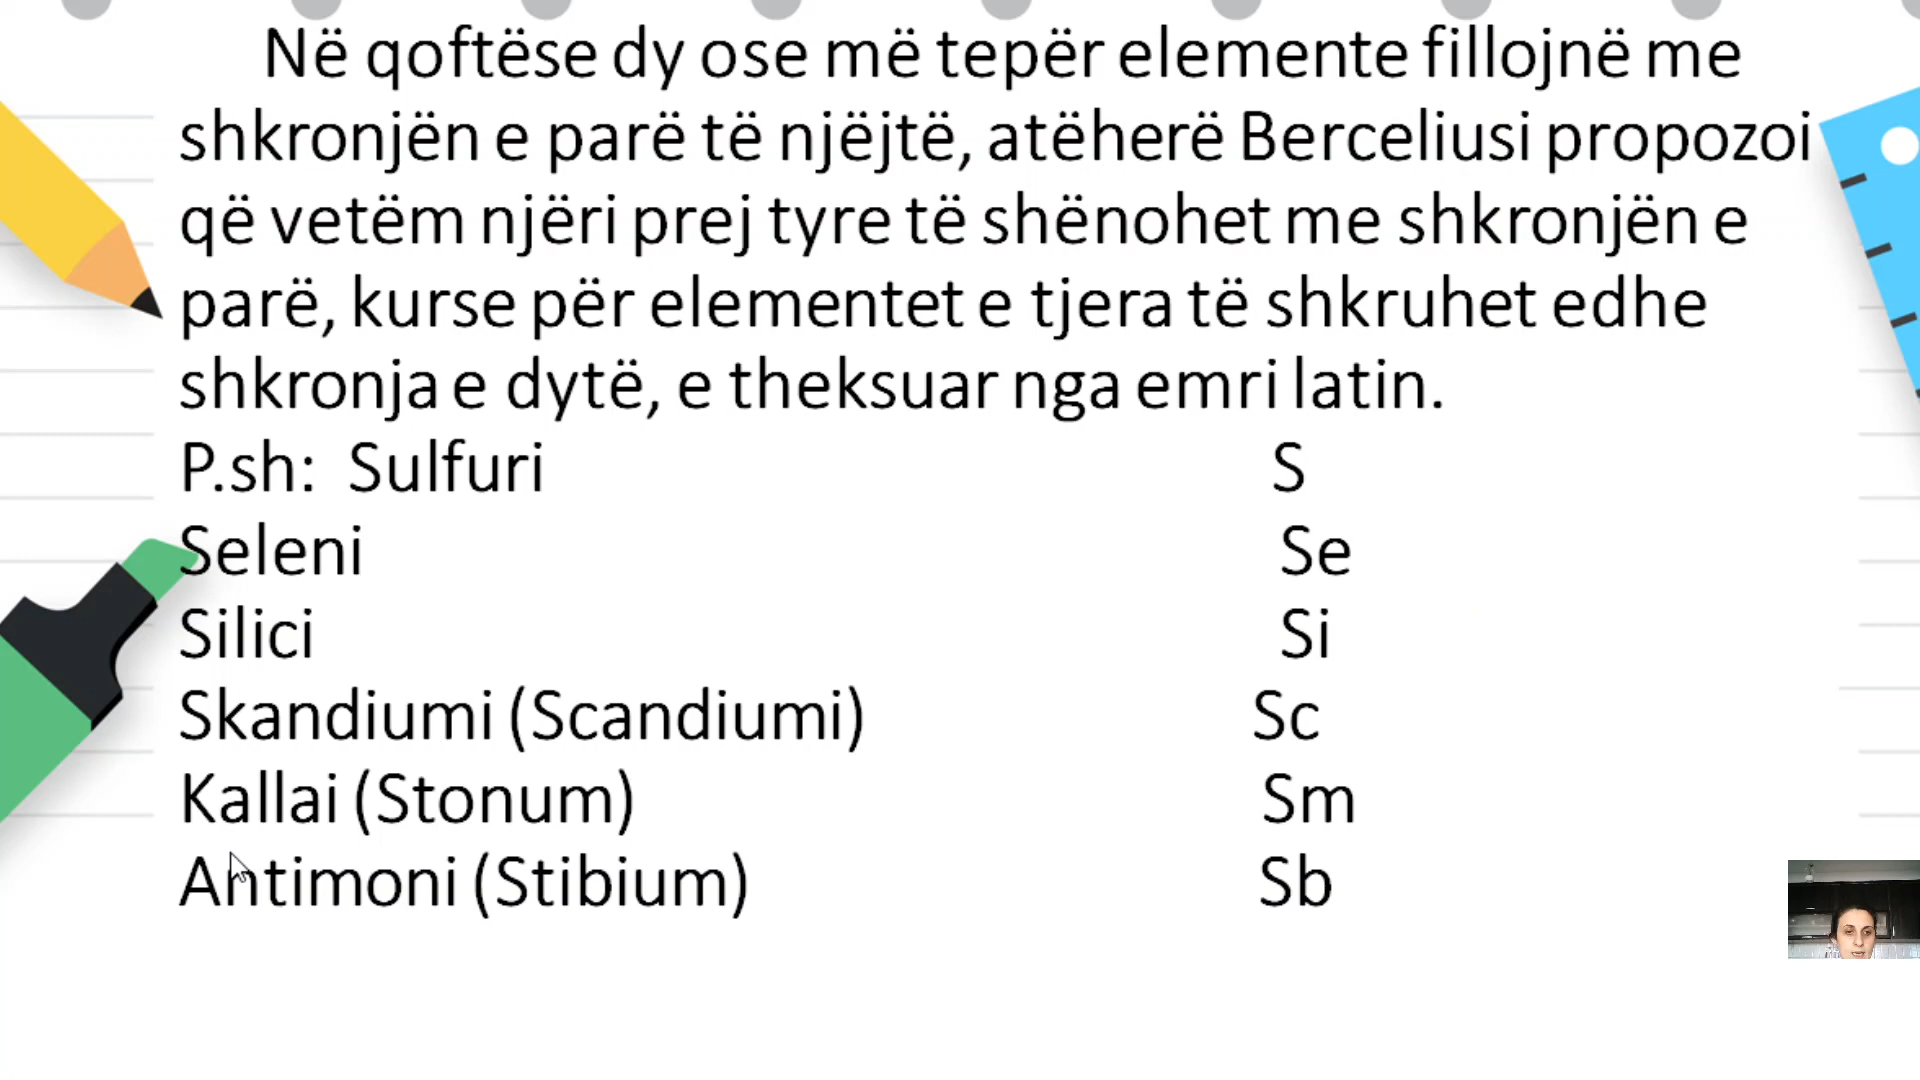 Në qoftëse dy ose më tepër elemente fillojnë me
shkronjën e parë të njëjtë, atëherë Berceliusi propozoi
që vetëm njëri prej tyre të shënohet me shkronjën e
parë, kurse për elementet e tjera të shkruhet edhe
shkronja e dytë, e theksuar nga emri latin.
P.sh: Sulfuri S
Seleni Se
Silici Si
Skandiumi (Scandiumi) Sc
Kallai (Stonum) Sm
Antimoni (Stibium) Sb